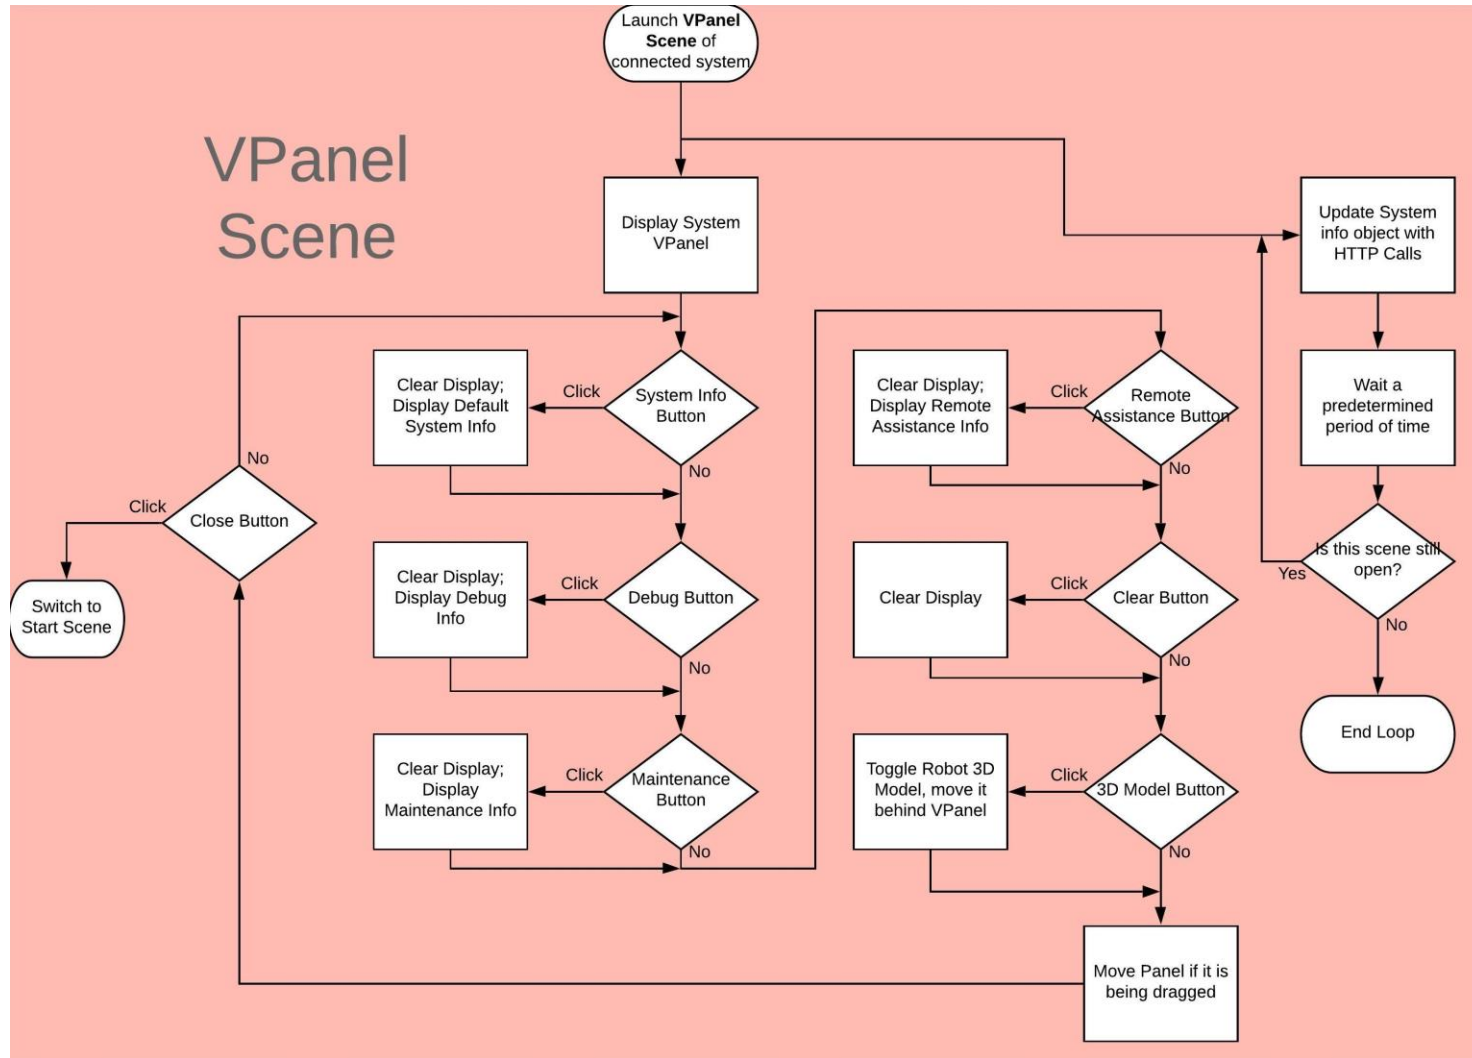 Launch VPanel
Scene of
connected system
VPanel
Scene
Display System
VPanel
Update System
info object with
HTTP Calls
Clear Display;
Display Default
System Info
Click
System Info
Button
No
Clear Display;
Display Remote
Assistance Info
Click
Remote
Assistance Button
No
Wait a
predetermined
period of time
No
Click
Close Button
Switch to
Start Scene
Clear Display;
Display Debug
Info
Click
Debug Button
No
Clear Display
Click
Clear Button
No
Is this scene still
open?
Yes
No
End Loop
Clear Display;
Display
Maintenance Info
Click
Maintenance
Button
No
Toggle Robot 3D
Model, move it
behind VPanel
Click
3D Model Button
No
Move Panel if it is
being dragged